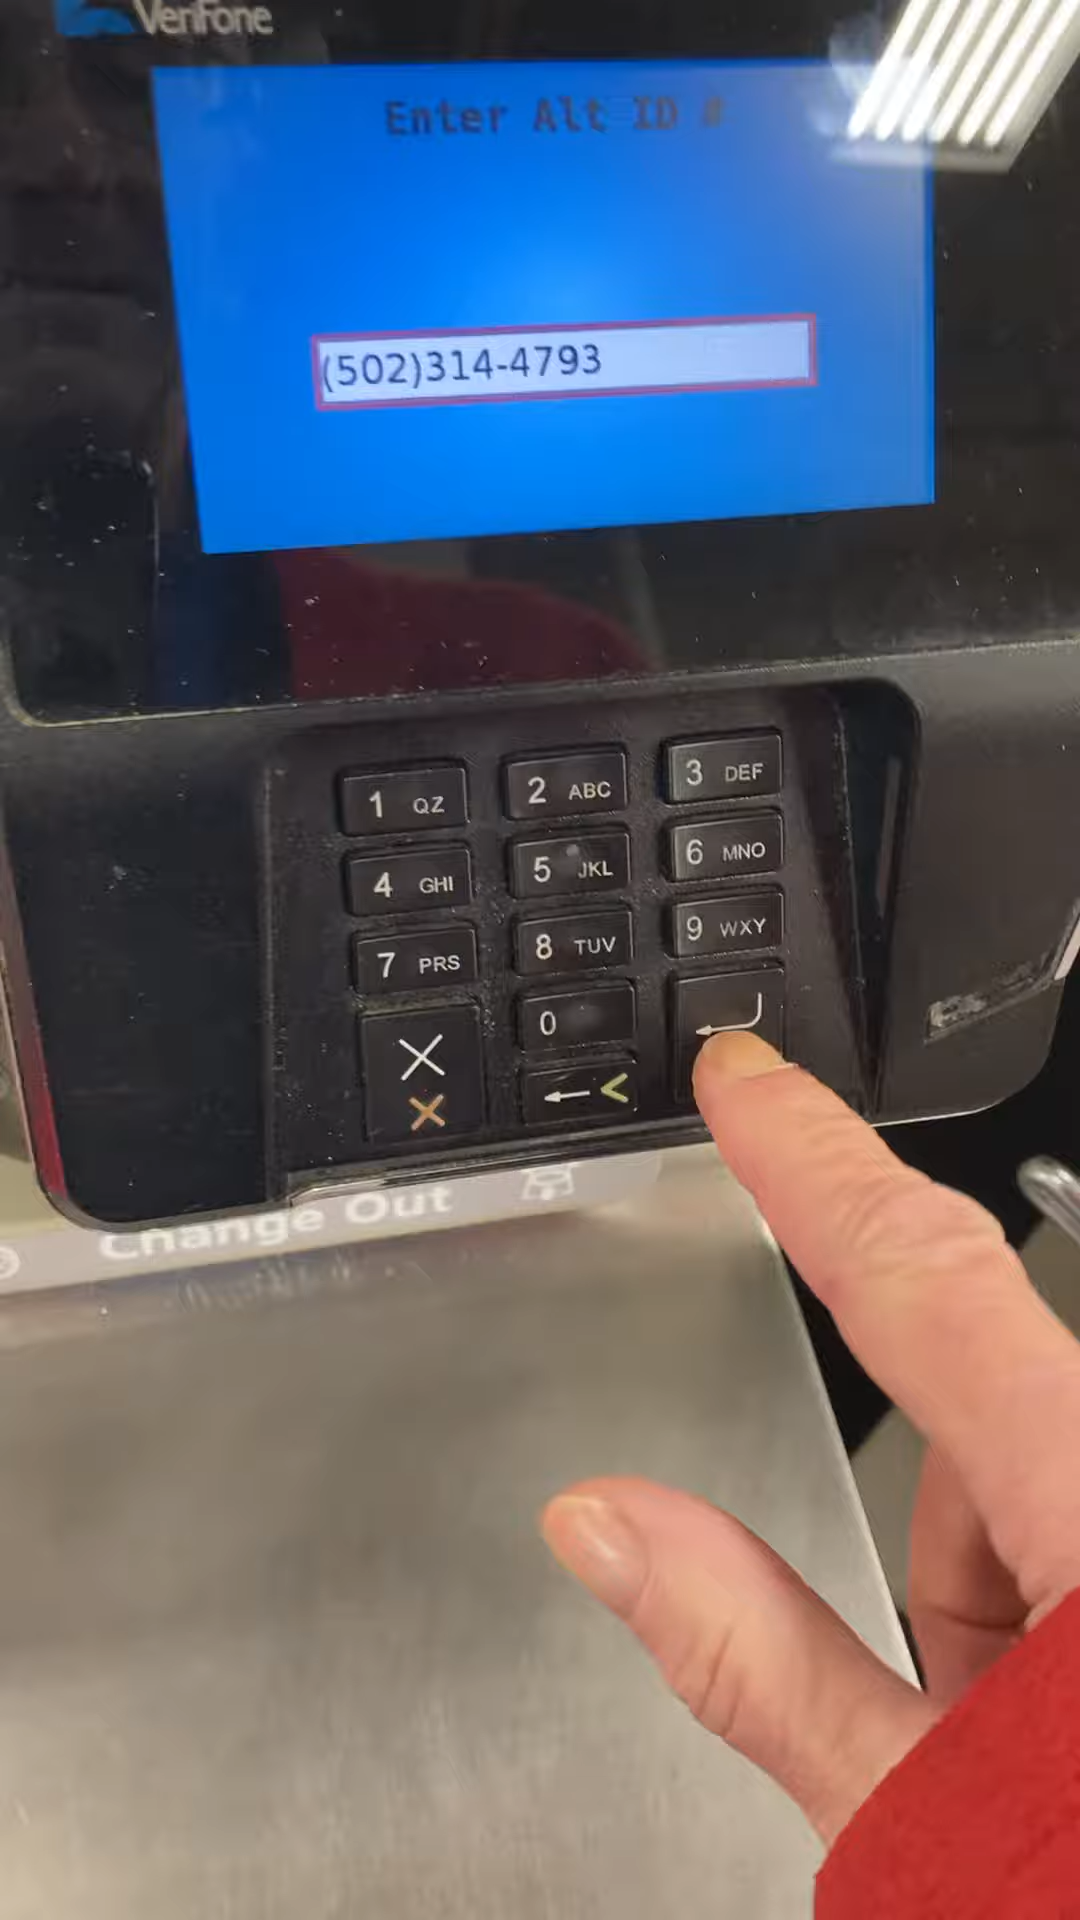 Verifone
Enter Alt ID #
(502)314-4793
1 QZ
2 ABC
3 DEF
4 GHI
5 JKL
6 MNO
7 PRS
8 TUV
9 WXY
0
Change Out